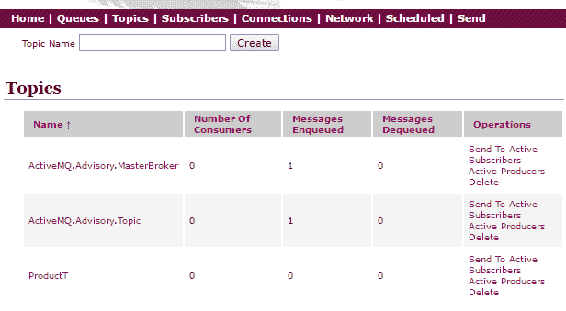 Home | Queues | Topics | Subscribers | Connections | Network | Scheduled | Send
Topic Name Create
Topics
Name ↑ Number Of Consumers Messages Enqueued Messages Dequeued Operations
ActiveMQ.Advisory.MasterBroker 0 1 0 Send To Active Subscribers
Active Producers
Delete
ActiveMQ.Advisory.Topic 0 1 0 Send To Active Subscribers
Active Producers
Delete
ProductT 0 0 0 Send To Active Subscribers
Active Producers
Delete